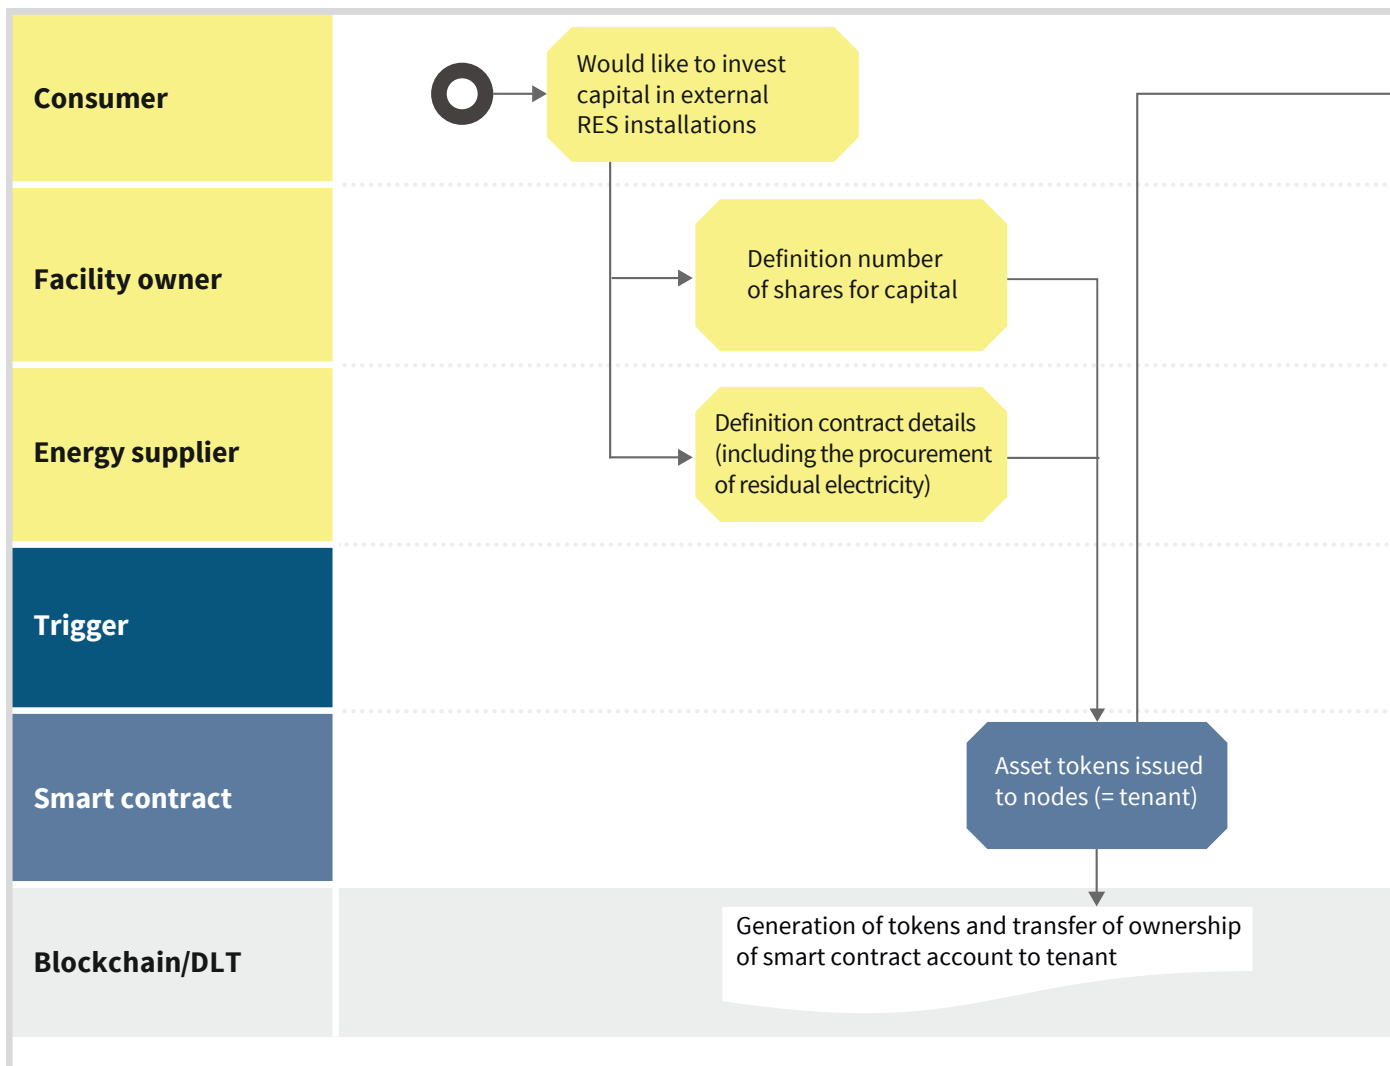 Consumer
Would like to invest
capital in external
RES installations
Facility owner
Definition number
of shares for capital
Energy supplier
Definition contract details
(including the procurement
of residual electricity)
Trigger
Smart contract
Asset tokens issued
to nodes (= tenant)
Blockchain/DLT
Generation of tokens and transfer of ownership
of smart contract account to tenant